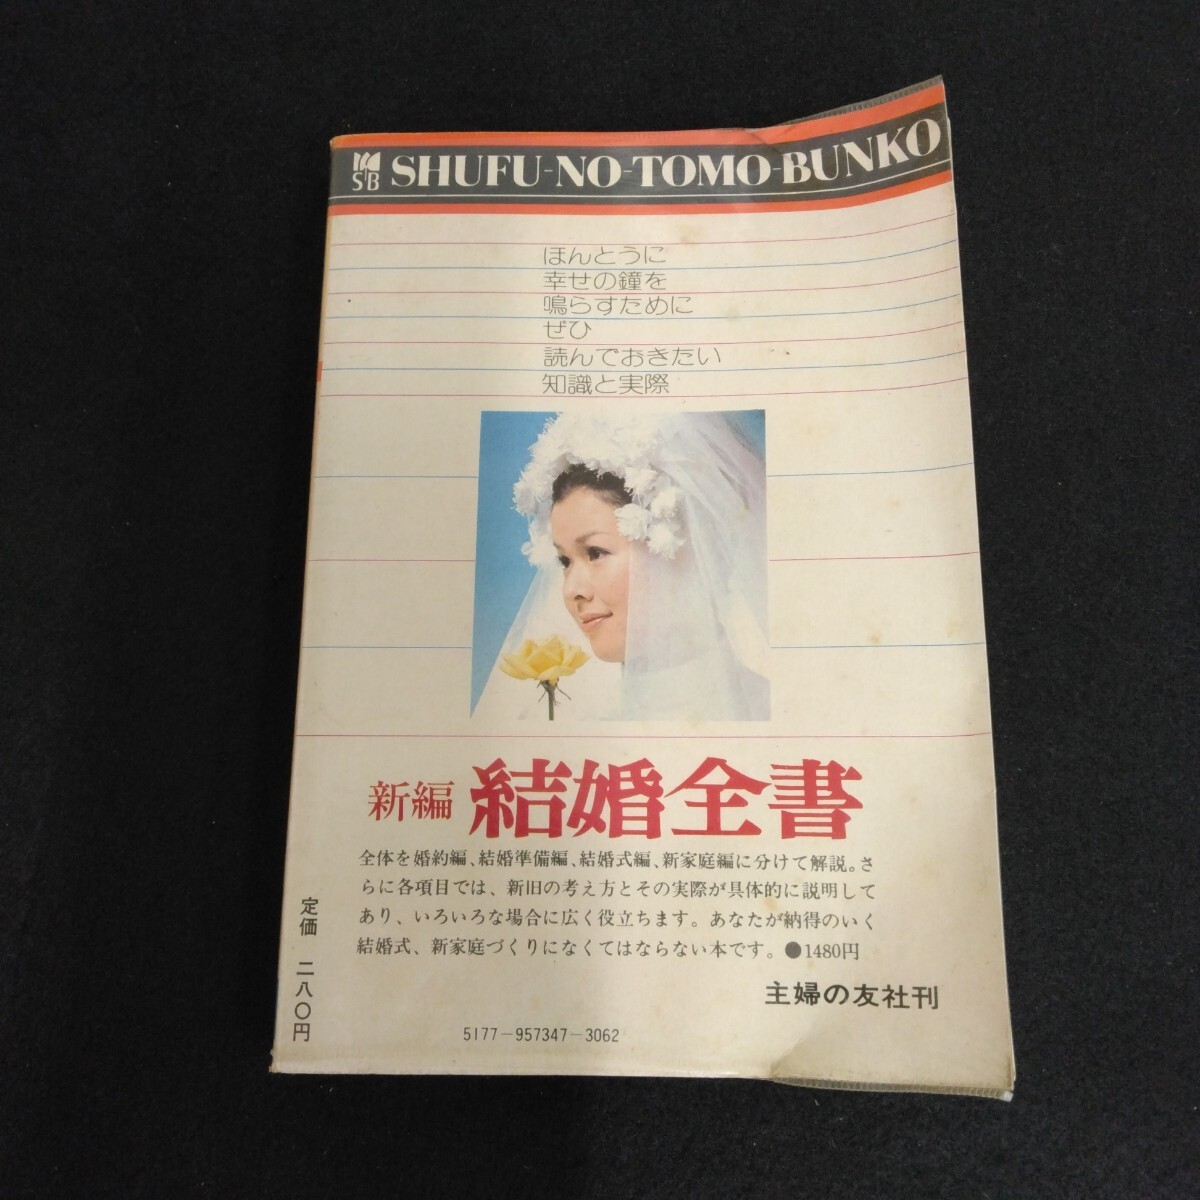 SB SHUFU-NO-TOMO-BUNKO
ほんとうに
幸せの鐘を
鳴らすために
ぜひ
読んでおきたい
知識と実際
新編 結婚全書
全体を婚約編、結婚準備編、結婚式編、新家庭編に分けて解説。さ
らに各項目では、新旧の考え方とその実際が具体的に説明して
あり、いろいろな場合に広く役立ちます。あなたが納得のいく
結婚式、新家庭づくりになくてはならない本です。●1480円
主婦の友社刊
定価 二八〇円
5177-957347-3062